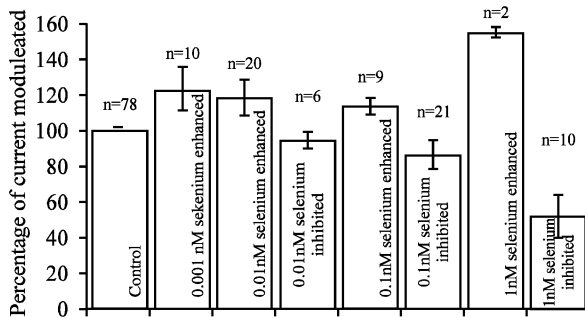 Percentage of current moduleated
160
140
120
100
80
60
40
20
0
n=78
Control
n=10
0.001 nM sekenium enhanced
n=20
0.01nM selenium enhanced
n=6
0.01nM selenium
inhibited
n=9
0.1nM selenium enhanced
n=21
0.1nM selenium
inhibited
n=2
1nM selenium enhanced
n=10
1nM selenium
inhibited